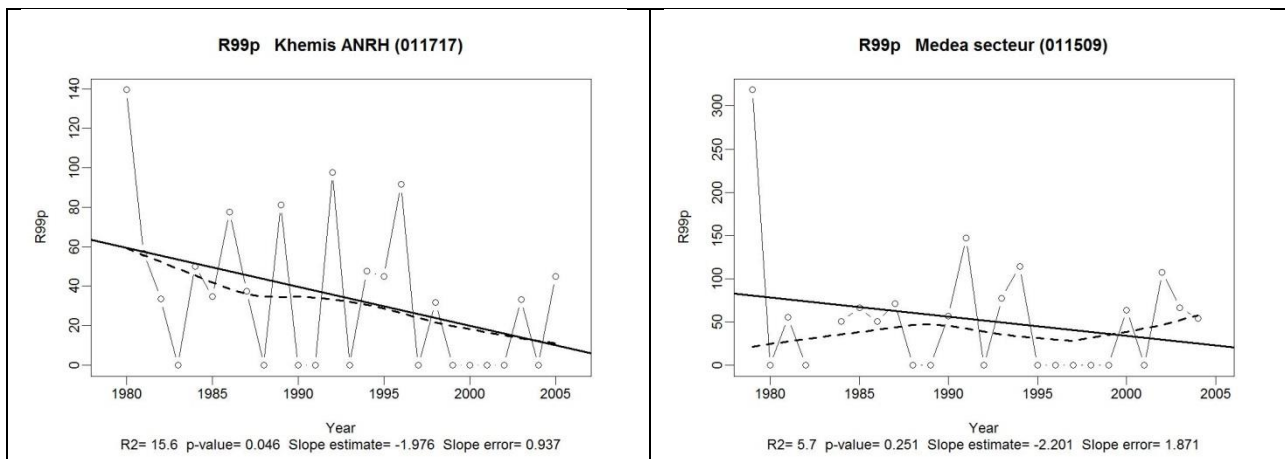 R99p Khemis ANRH (011717)
R99p
140
120
100
80
60
40
20
0
1980 1985 1990 1995 2000 2005
Year
R2= 15.6 p-value= 0.046 Slope estimate= -1.976 Slope error= 0.937
R99p Medea secteur (011509)
R99p
300
250
200
150
100
50
0
1980 1985 1990 1995 2000 2005
Year
R2= 5.7 p-value= 0.251 Slope estimate= -2.201 Slope error= 1.871